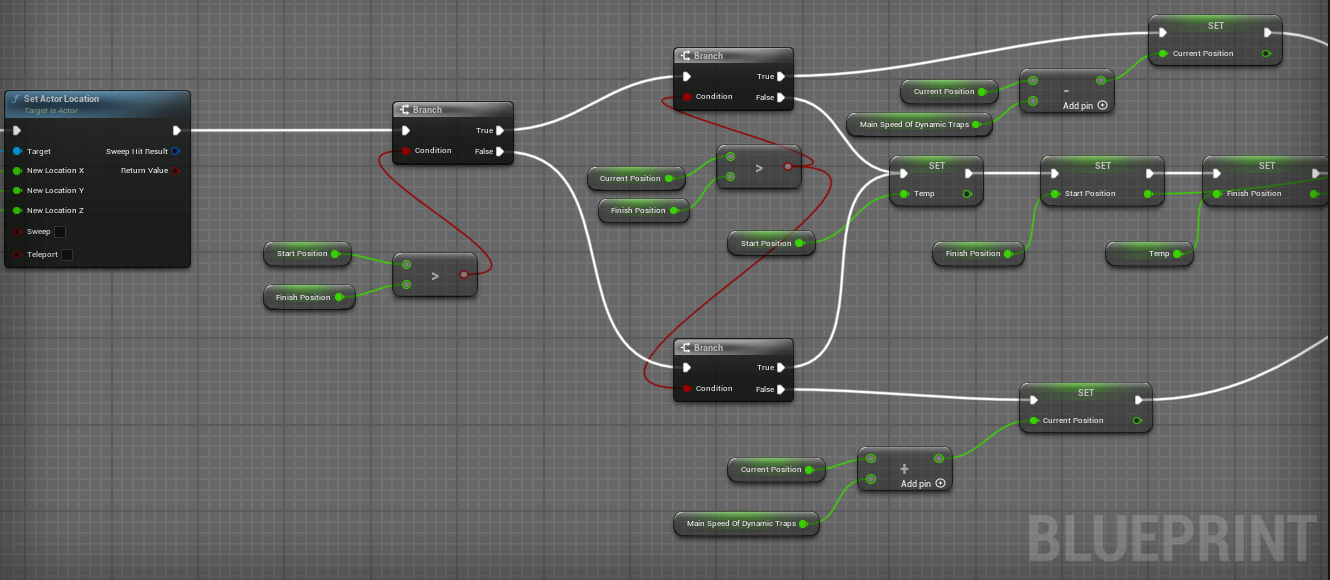 Set Actor Location
Target is Actor
Target
Sweep Hit Result
New Location X
Return Value
New Location Y
New Location Z
Sweep
Teleport
Start Position
Finish Position
>
Branch
True
Condition
False
Branch
True
Condition
False
Current Position
Finish Position
>
Start Position
Current Position
Main Speed Of Dynamic Traps
-
Add pin
SET
Current Position
SET
Temp
SET
Start Position
SET
Finish Position
Finish Position
Temp
Branch
True
Condition
False
SET
Current Position
Current Position
Main Speed Of Dynamic Traps
+
Add pin
BLUEPRINT